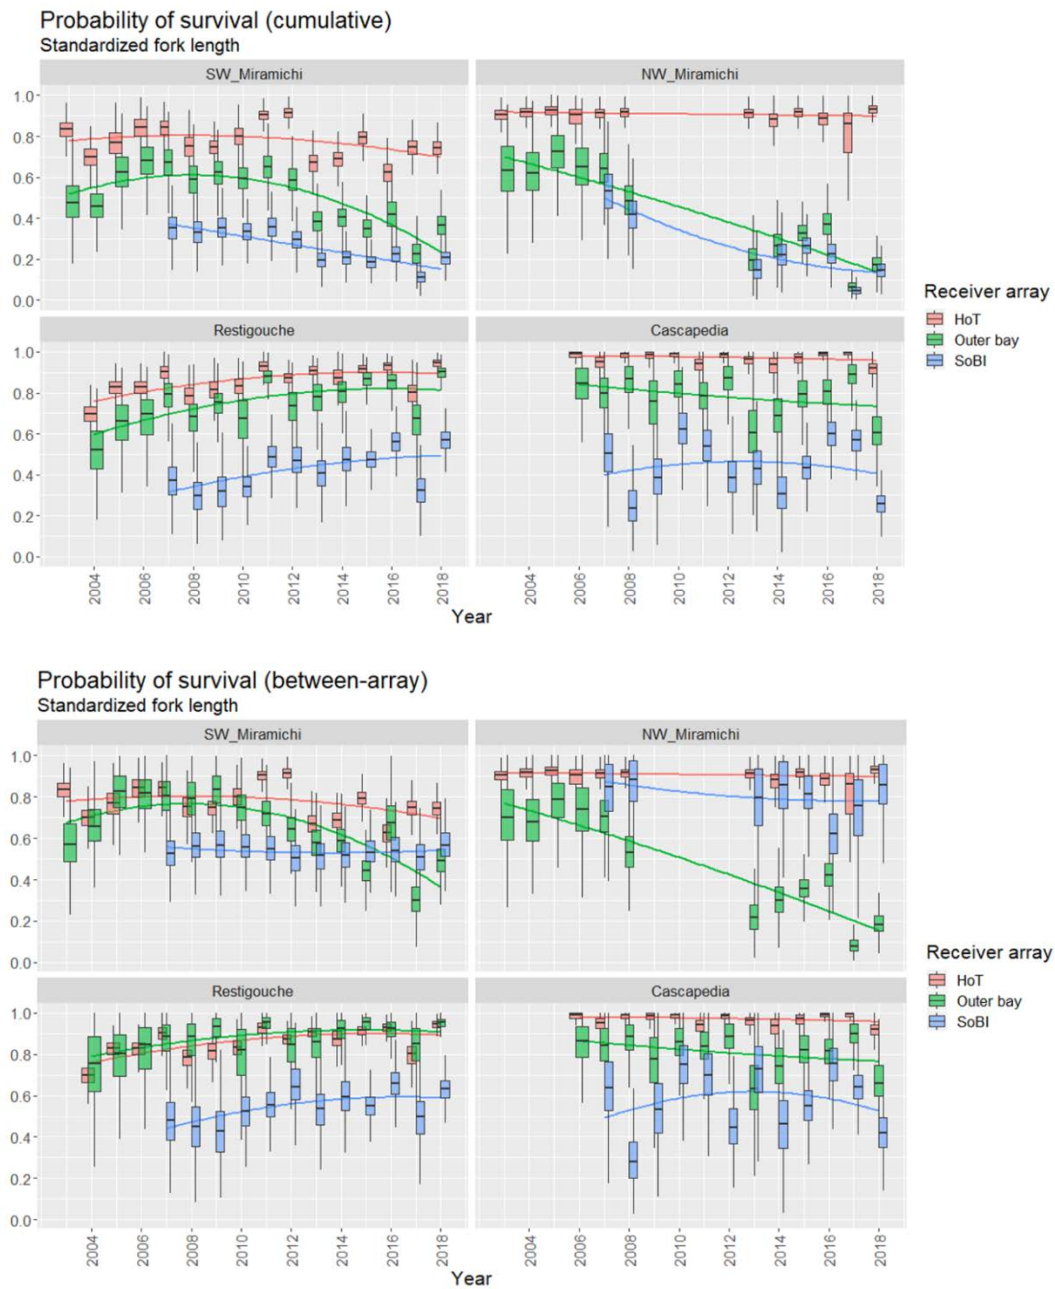 Probability of survival (cumulative)
Standardized fork length
SW_Miramichi
NW_Miramichi
1.0
0.8
0.6
0.4
0.2
0.0
Restigouche
Cascapedia
1.0
0.8
0.6
0.4
0.2
0.0
2004
2006
2008
2010
2012
2014
2016
2018
2004
2006
2008
2010
2012
2014
2016
2018
Year
Receiver array
HoT
Outer bay
SoBI
Probability of survival (between-array)
Standardized fork length
SW_Miramichi
NW_Miramichi
1.0
0.8
0.6
0.4
0.2
0.0
Restigouche
Cascapedia
1.0
0.8
0.6
0.4
0.2
0.0
2004
2006
2008
2010
2012
2014
2016
2018
2004
2006
2008
2010
2012
2014
2016
2018
Year
Receiver array
HoT
Outer bay
SoBI